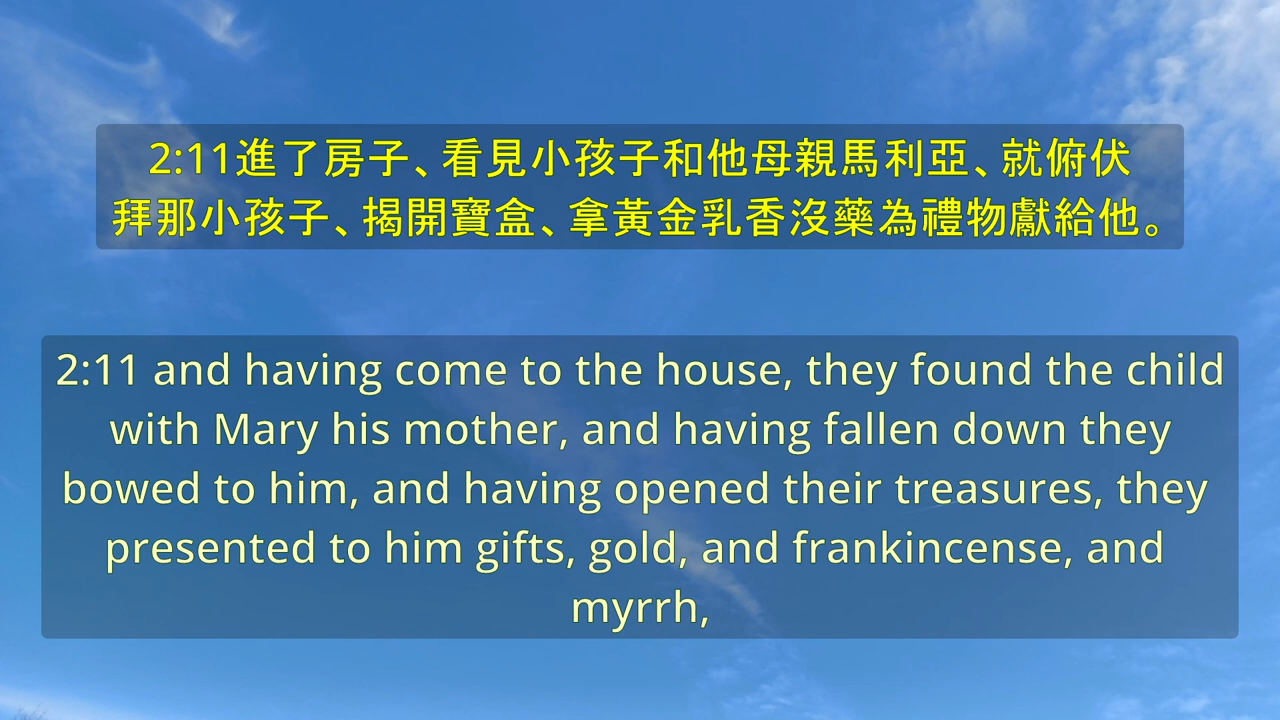 2:11進了房子、看見小孩子和他母親馬利亞、就俯伏
拜那小孩子、揭開寶盒、拿黃金乳香沒藥為禮物獻給他。
2:11 and having come to the house, they found the child
with Mary his mother, and having fallen down they
bowed to him, and having opened their treasures, they
presented to him gifts, gold, and frankincense, and
myrrh,